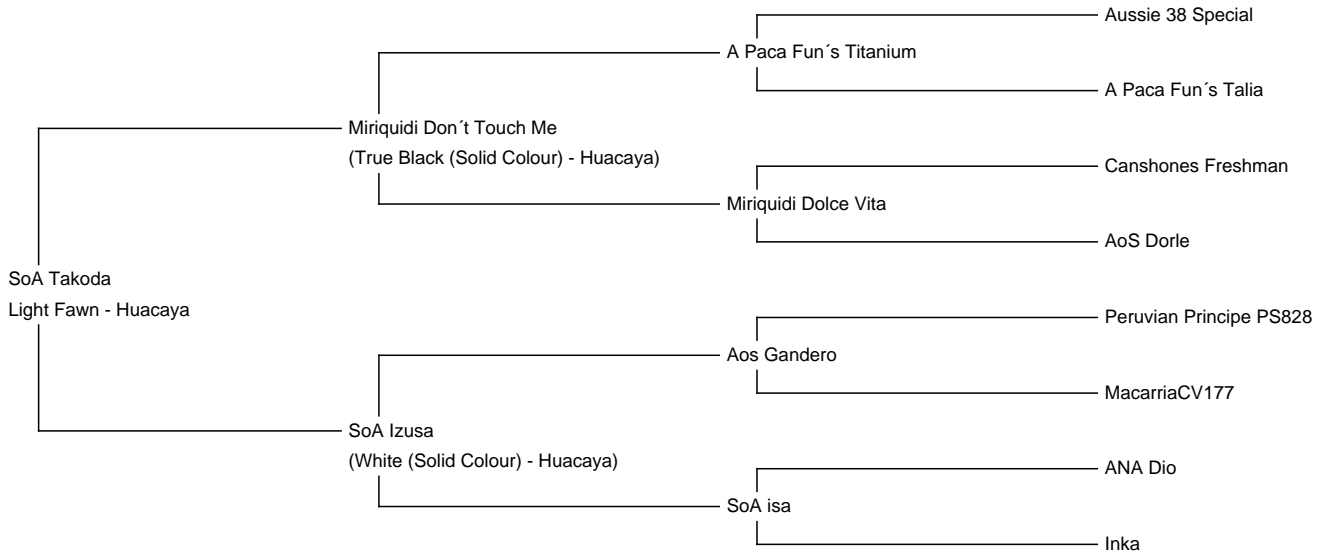 Aussie 38 Special
A Paca Fun´s Titanium
A Paca Fun´s Talia
Miriquidi Don´t Touch Me
(True Black (Solid Colour) - Huacaya)
Canshones Freshman
Miriquidi Dolce Vita
AoS Dorle
SoA Takoda
Light Fawn - Huacaya
Peruvian Principe PS828
Aos Gandero
MacarriaCV177
SoA Izusa
(White (Solid Colour) - Huacaya)
ANA Dio
SoA isa
Inka